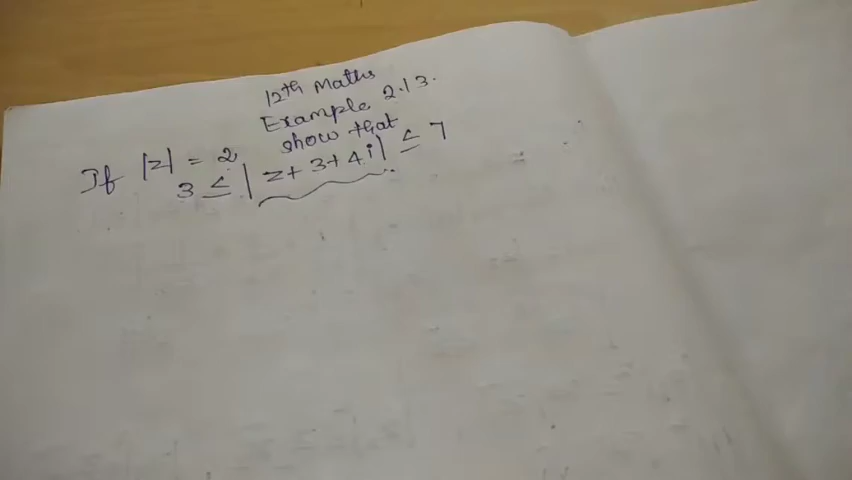 12th Maths
Example 2.13.
If |z| = 2 show that
3 ≤ | z+ 3+ 4i| ≤ 7